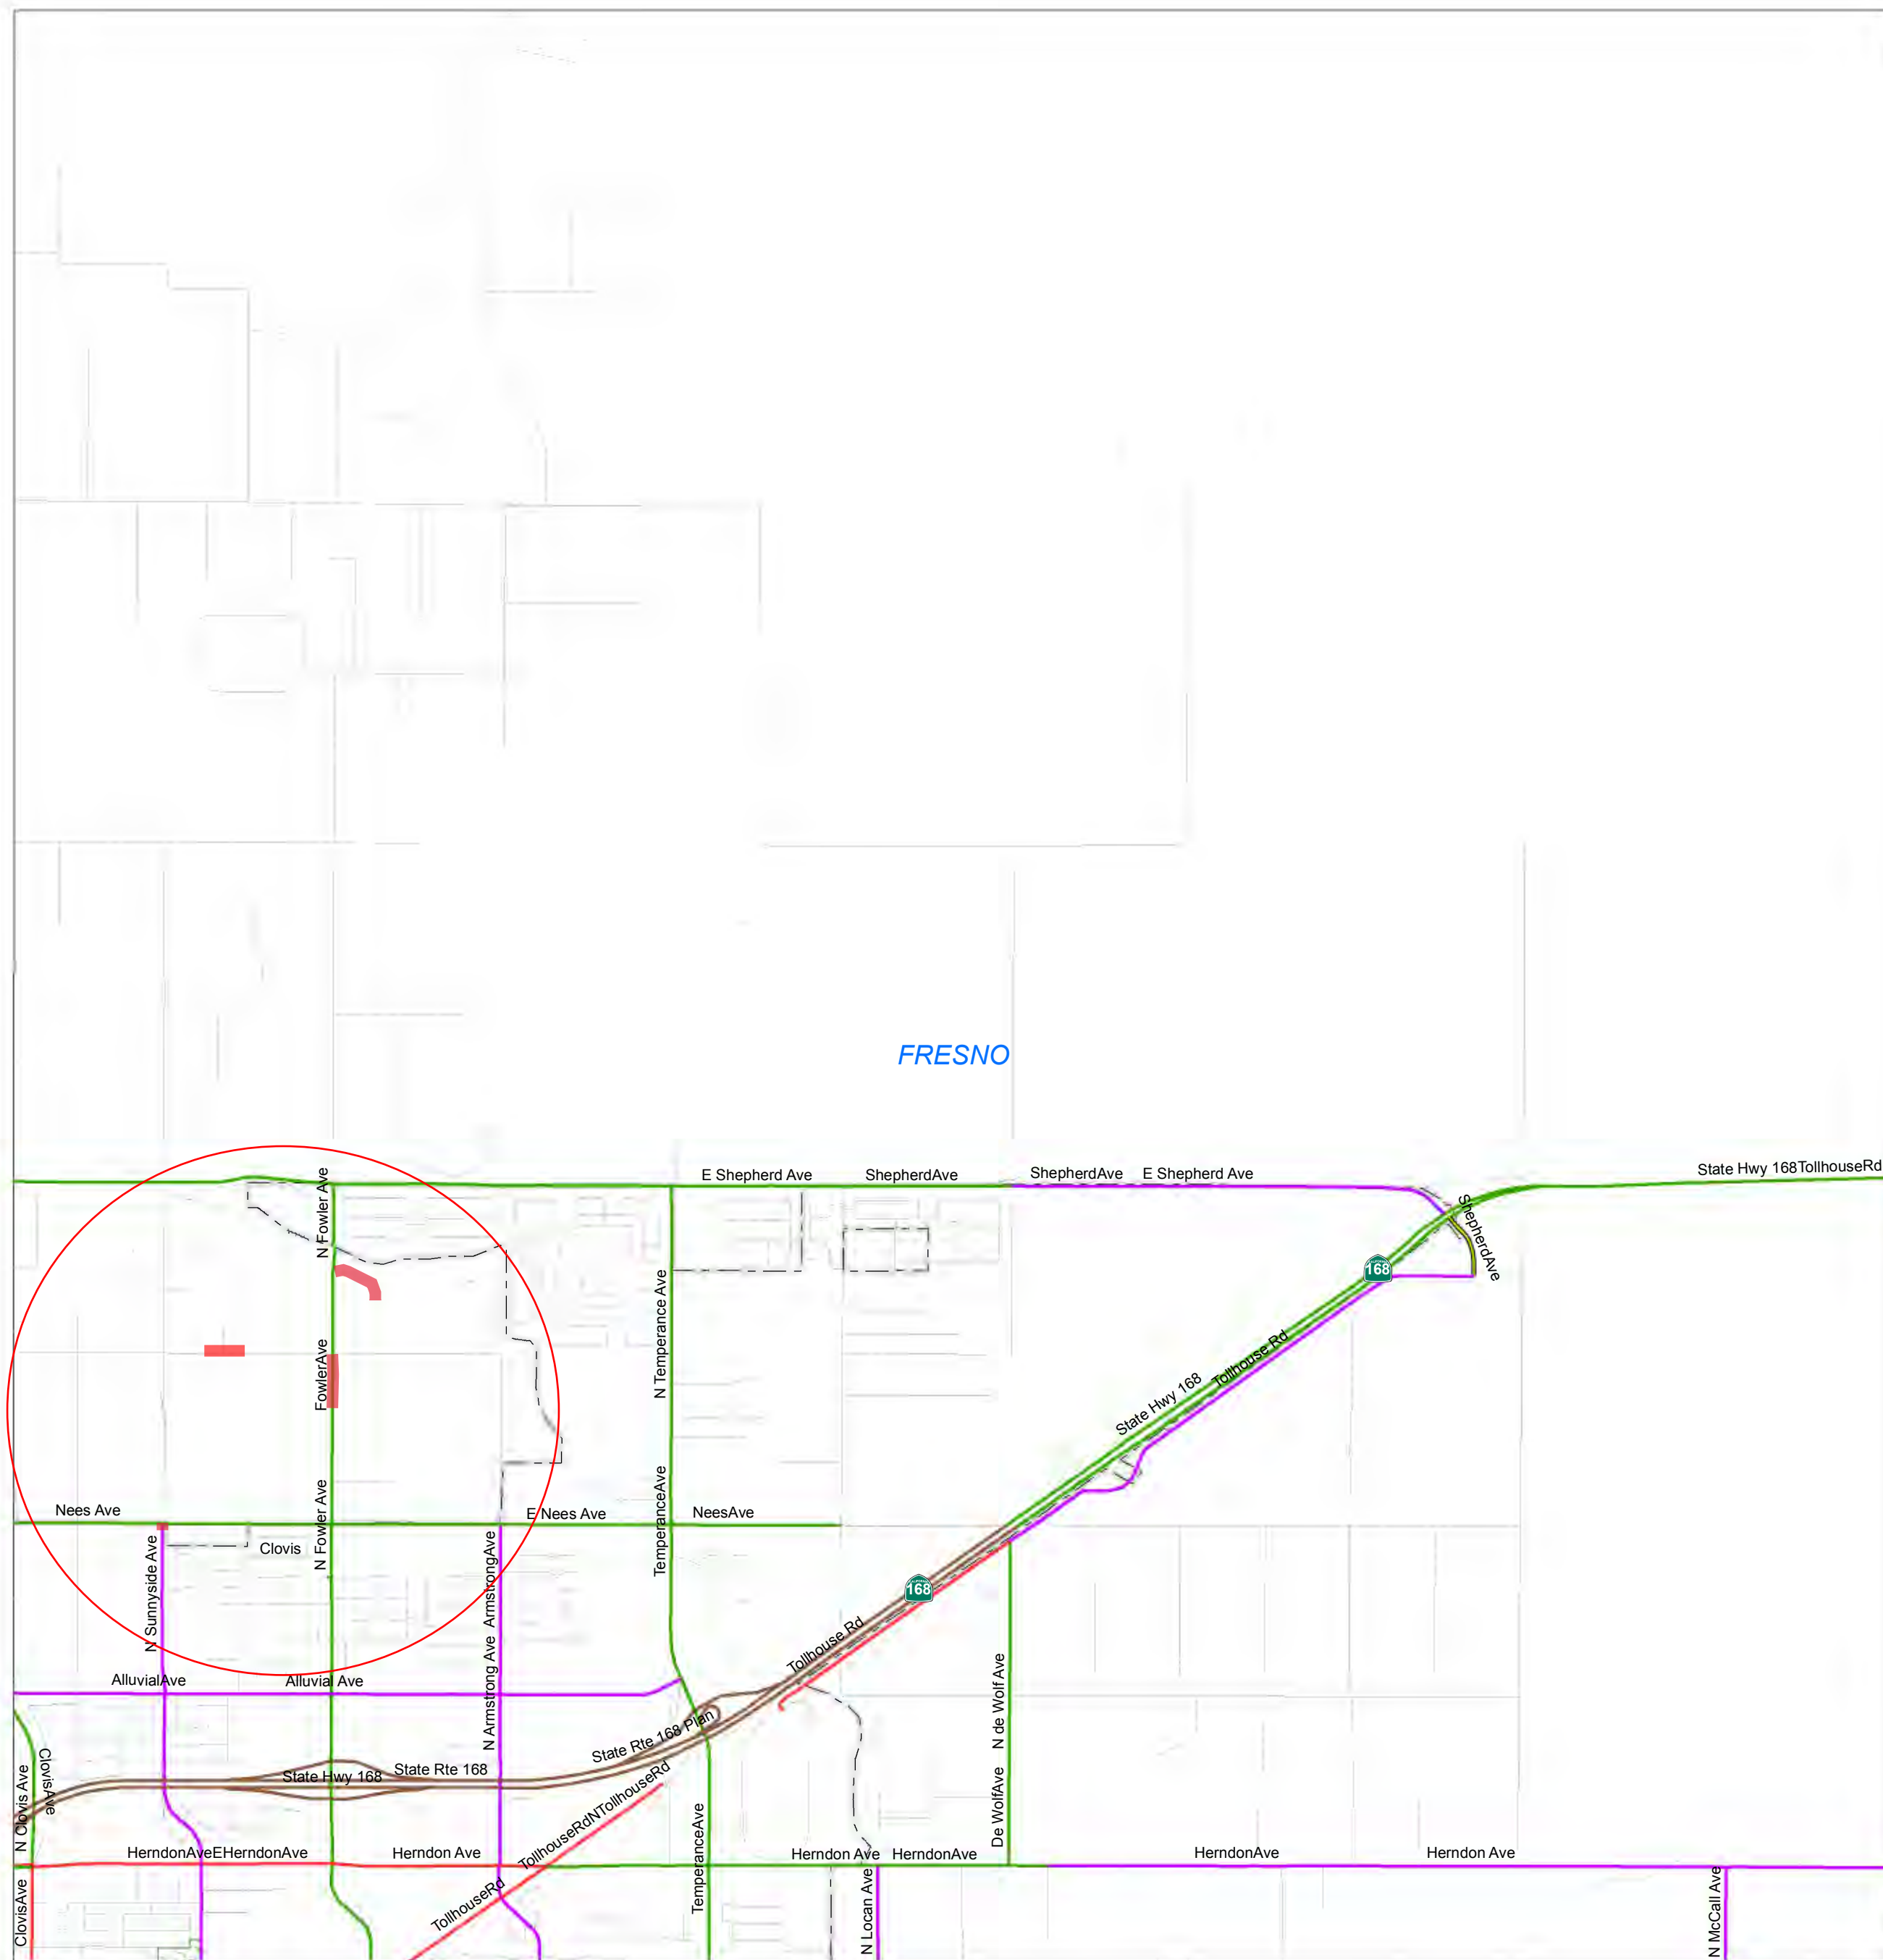 FRESNO
E Shepherd Ave
ShepherdAve
ShepherdAve
E Shepherd Ave
State Hwy 168TollhouseRd
N Fowler Ave
ShepherdAve
168
N Temperance Ave
FowlerAve
Tollhouse Rd
State Hwy 168
Nees Ave
E Nees Ave
NeesAve
N Fowler Ave
TemperanceAve
Clovis
N Sunnyside Ave
ArmstrongAve
168
Tollhouse Rd
AlluvialAve
Alluvial Ave
N Armstrong Ave
N de Wolf Ave
State Rte 168 Plan
State Rte 168
State Hwy 168
ClovisAve
N Clovis Ave
TollhouseRdNTollhouseRd
De WolfAve
TemperanceAve
HerndonAveEHerndonAve
Herndon Ave
Herndon Ave
HerndonAve
HerndonAve
Herndon Ave
TollhouseRd
ClovisAve
N Locan Ave
N McCall Ave